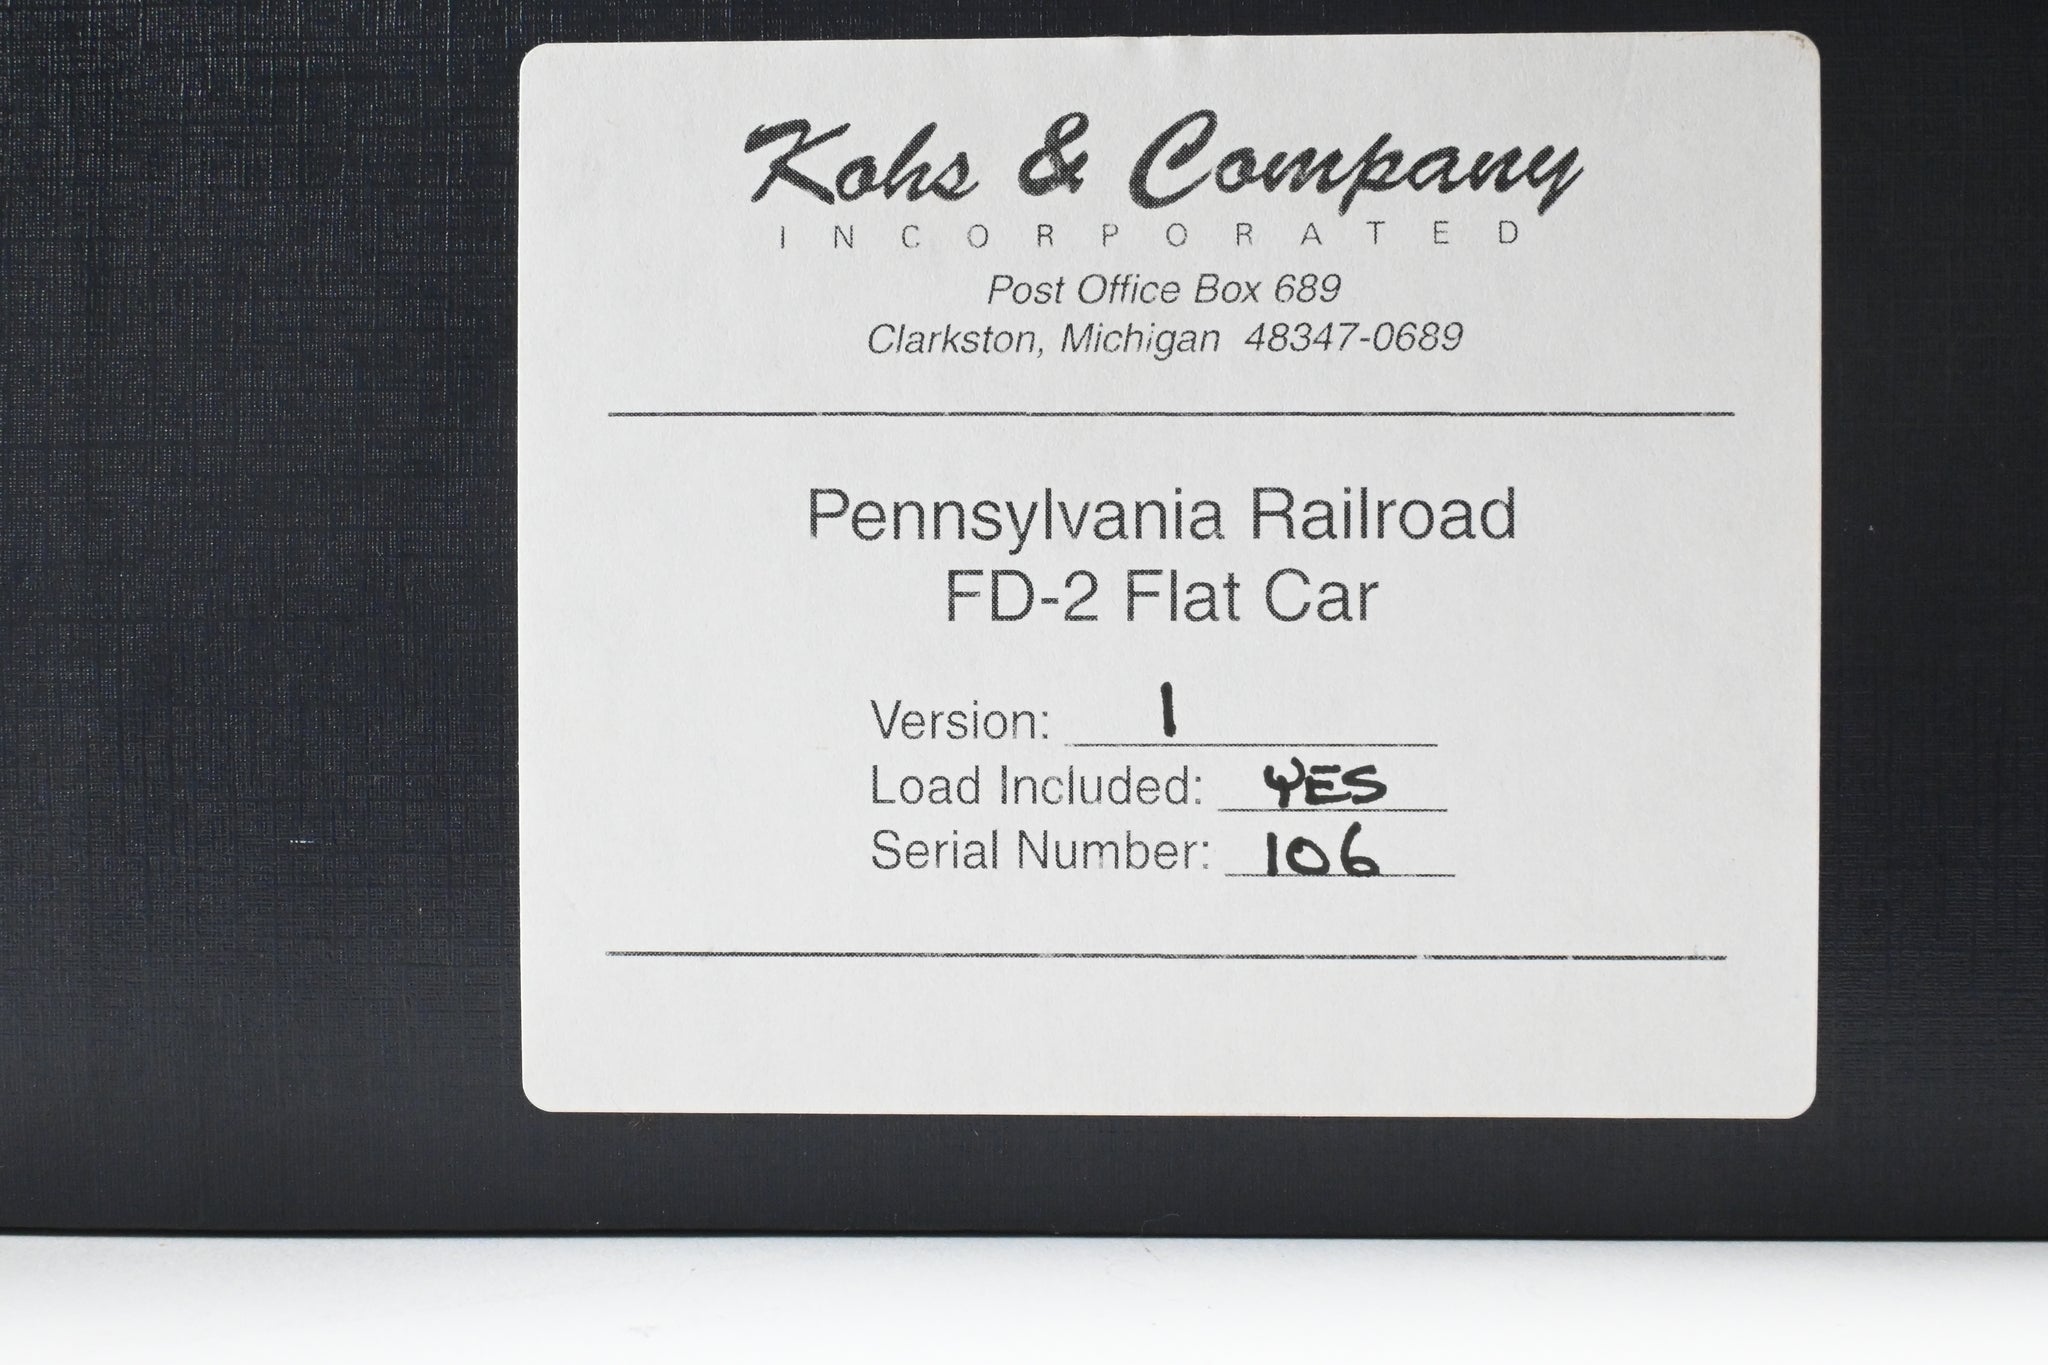 Kohs & Company
INCORPORATED
Post Office Box 689
Clarkston, Michigan 48347-0689
Pennsylvania Railroad
FD-2 Flat Car
Version: 1
Load Included: YES
Serial Number: 106